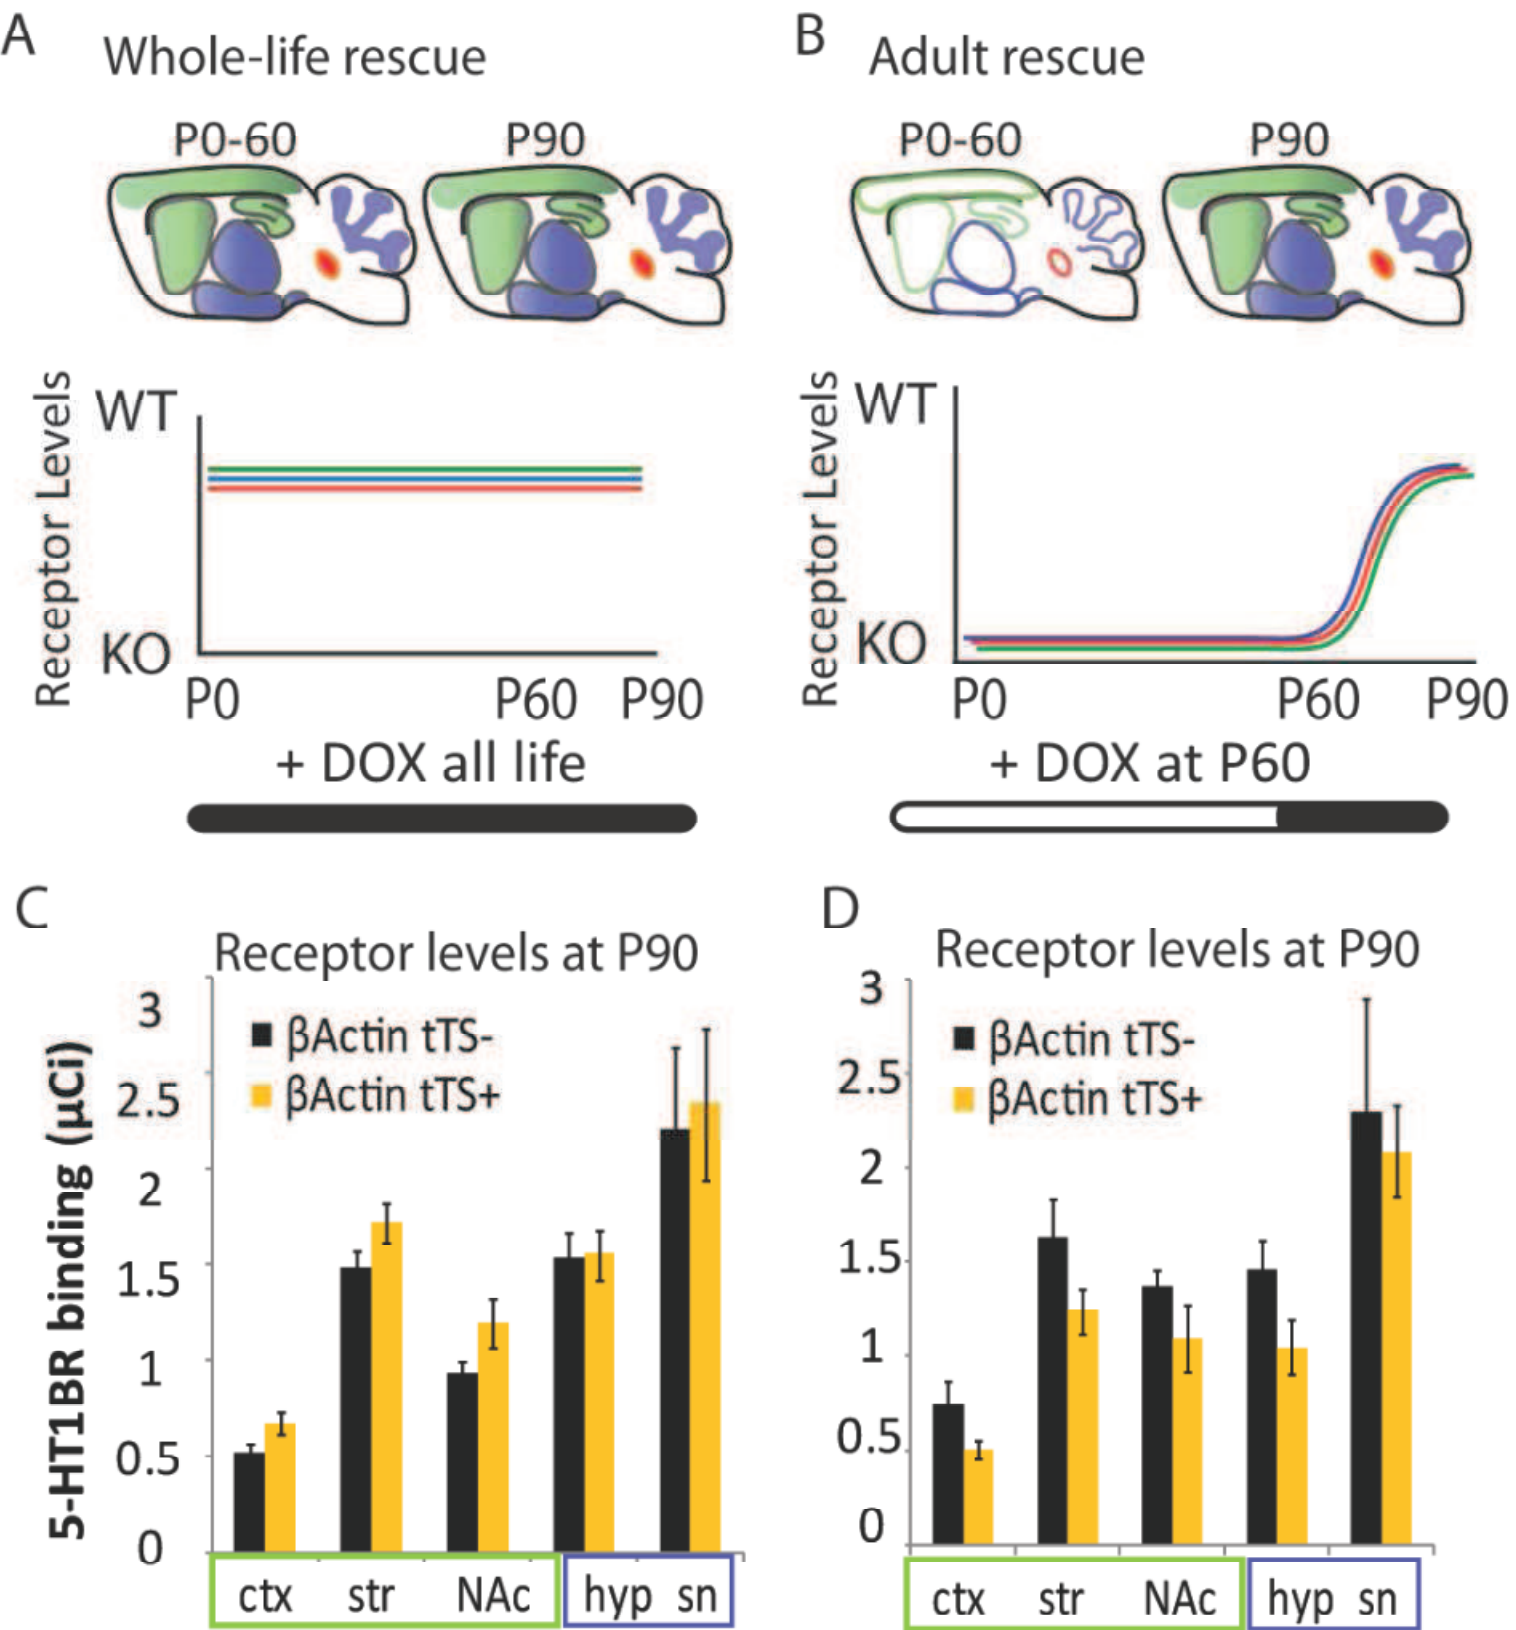 A
Whole-life rescue
P0-60
P90
Receptor Levels
WT
KO
P0
P60
P90
+ DOX all life
B
Adult rescue
P0-60
P90
Receptor Levels
WT
KO
P0
P60
P90
+ DOX at P60
C
Receptor levels at P90
5-HT1BR binding (µCi)
3
2.5
2
1.5
1
0.5
0
βActin tTS-
βActin tTS+
ctx str NAc hyp sn
D
Receptor levels at P90
3
2.5
2
1.5
1
0.5
0
βActin tTS-
βActin tTS+
ctx str NAc hyp sn